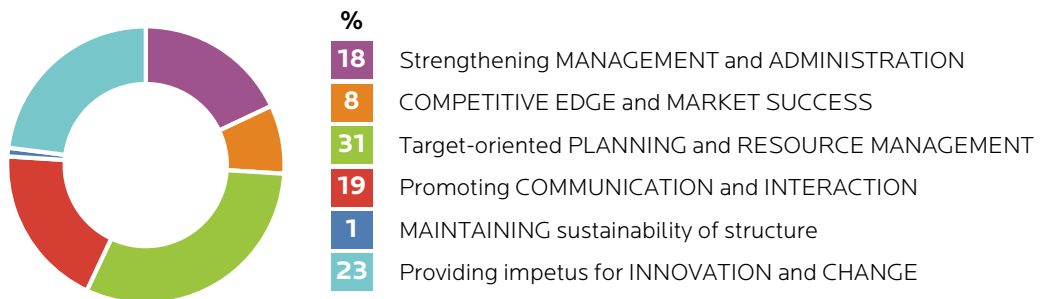 %
18 Strengthening MANAGEMENT and ADMINISTRATION
8 COMPETITIVE EDGE and MARKET SUCCESS
31 Target-oriented PLANNING and RESOURCE MANAGEMENT
19 Promoting COMMUNICATION and INTERACTION
1 MAINTAINING sustainability of structure
23 Providing impetus for INNOVATION and CHANGE